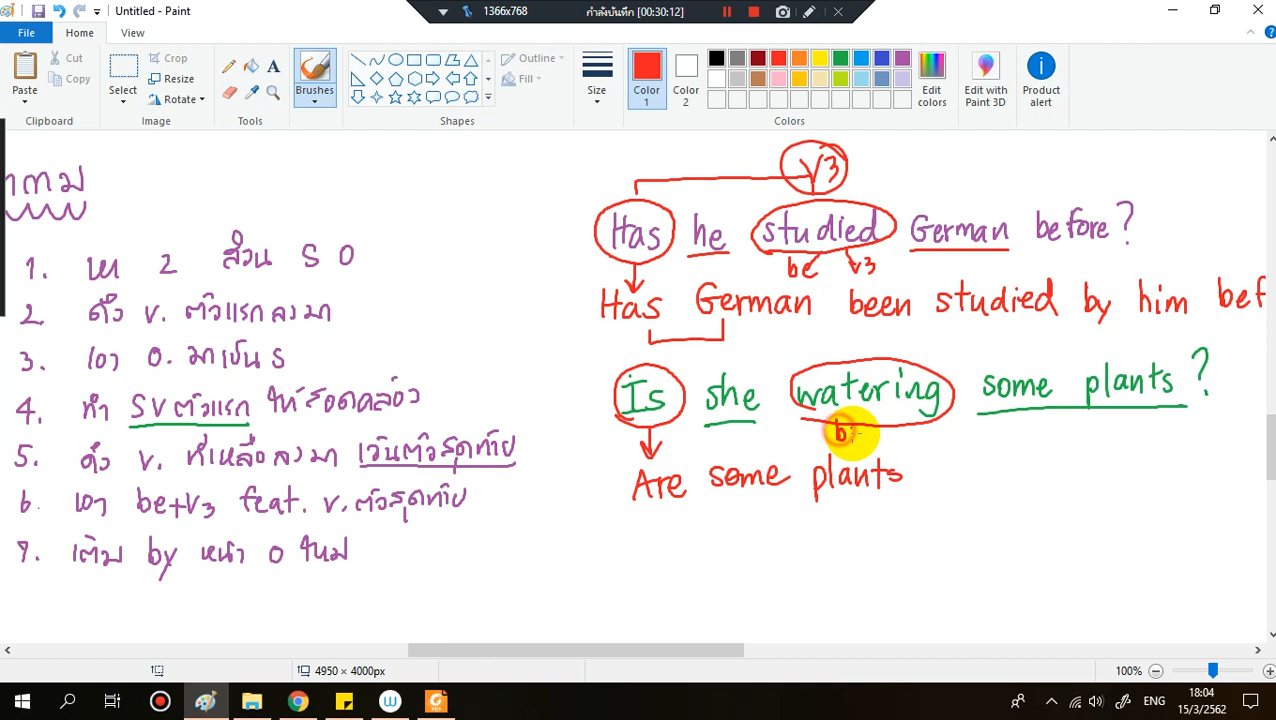 Untitled - Paint
1366x768
กำลังบันทึก [00:30:12]
File
Home
View
Paste
Cut
Copy
Clipboard
Select
Crop
Resize
Rotate
Image
Tools
Brushes
Outline
Fill
Shapes
Size
Color 1
Color 2
Edit colors
Colors
Edit with Paint 3D
Product alert
1. หา 2 ส่วน S O
2. ดึง v. ตัวแรกลงมา
3. เอา O. มาเป็น S
4. ทำ SV ตัวแรก ให้สอดคล้อง
5. ดึง v. ที่เหลือลงมา เว้นตัวสุดท้าย
6. เอา be+V3 feat. v. ตัวสุดท้าย
7. เติม by หน้า O ใหม่
V3
Has he studied German before?
be V3
Has German been studied by him bef
Is she watering some plants?
b
Are some plants
4950 × 4000px
100%
ENG
18:04
15/3/2562